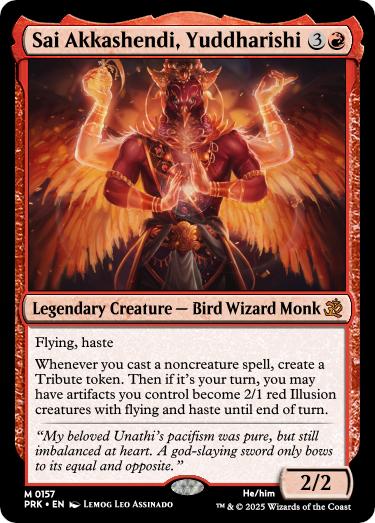 Sai Akkashendi, Yuddharishi 3
Legendary Creature — Bird Wizard Monk
Flying, haste
Whenever you cast a noncreature spell, create a
Tribute token. Then if it's your turn, you may
have artifacts you control become 2/1 red Illusion
creatures with flying and haste until end of turn.
"My beloved Unathi's pacifism was pure, but still
imbalanced at heart. A god-slaying sword only bows
to its equal and opposite."
2/2
M 0157 He/him
PRK • EN Lemog Leo Assinado ™ & © 2025 Wizards of the Coast